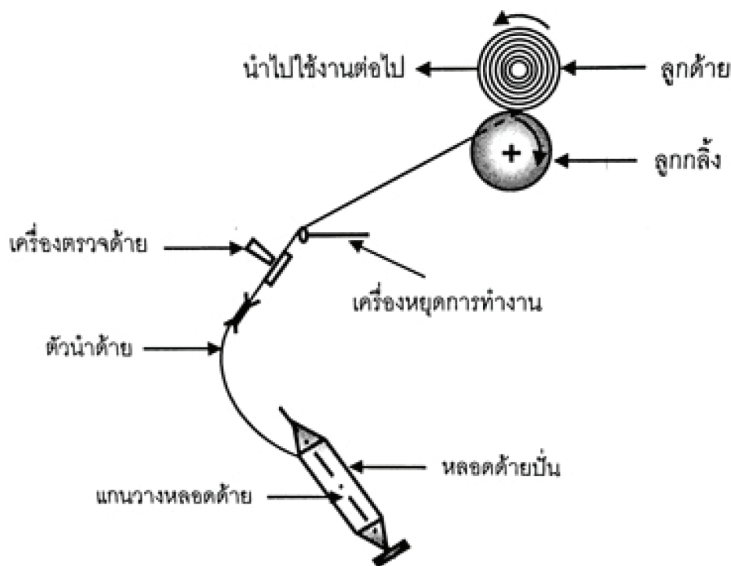 นำไปใช้งานต่อไป
ลูกด้าย
ลูกกลิ้ง
เครื่องตรวจด้าย
เครื่องหยุดการทำงาน
ตัวนำด้าย
หลอดด้ายปั่น
แกนวางหลอดด้าย